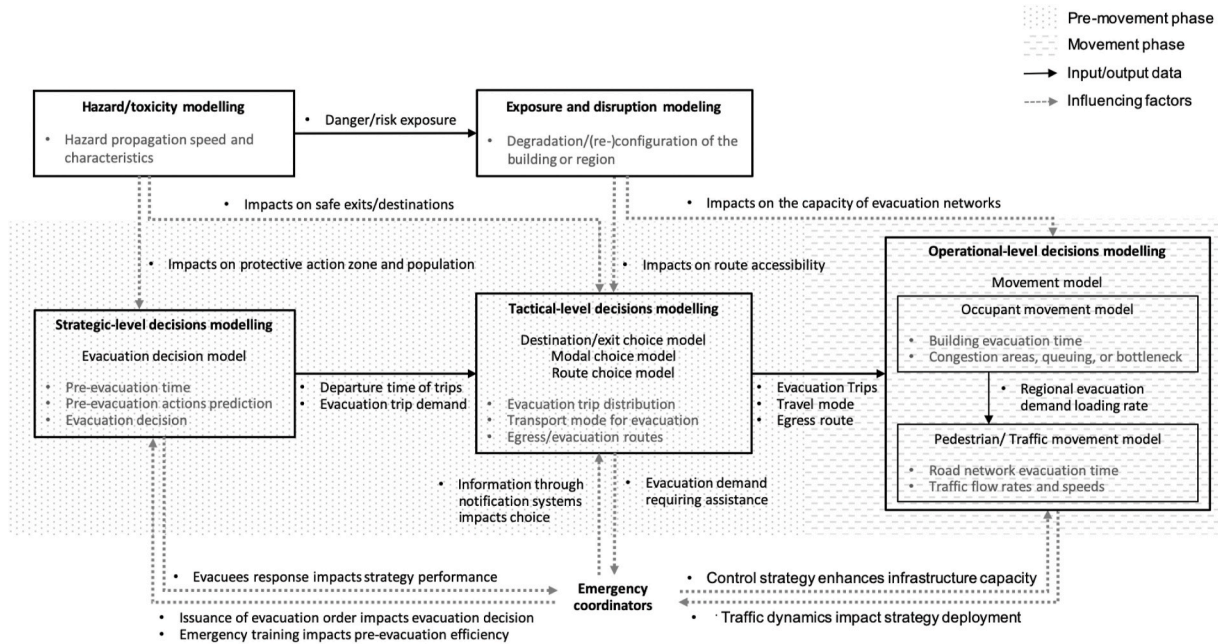 Pre-movement phase
Movement phase
Input/output data
Influencing factors
Hazard/toxicity modelling
• Hazard propagation speed and
characteristics
• Danger/risk exposure
Exposure and disruption modeling
• Degradation/(re-)configuration of the
building or region
• Impacts on safe exits/destinations
• Impacts on the capacity of evacuation networks
• Impacts on protective action zone and population
• Impacts on route accessibility
Strategic-level decisions modelling
Evacuation decision model
• Pre-evacuation time
• Pre-evacuation actions prediction
• Evacuation decision
• Departure time of trips
• Evacuation trip demand
Tactical-level decisions modelling
Destination/exit choice model
Modal choice model
Route choice model
• Evacuation trip distribution
• Transport mode for evacuation
• Egress/evacuation routes
• Evacuation Trips
• Travel mode
• Egress route
Operational-level decisions modelling
Movement model
Occupant movement model
• Building evacuation time
• Congestion areas, queuing, or bottleneck
• Regional evacuation
demand loading rate
Pedestrian/ Traffic movement model
• Road network evacuation time
• Traffic flow rates and speeds
• Information through
notification systems
impacts choice
• Evacuation demand
requiring assistance
• Evacuees response impacts strategy performance
• Issuance of evacuation order impacts evacuation decision
• Emergency training impacts pre-evacuation efficiency
Emergency
coordinators
• Control strategy enhances infrastructure capacity
• Traffic dynamics impact strategy deployment